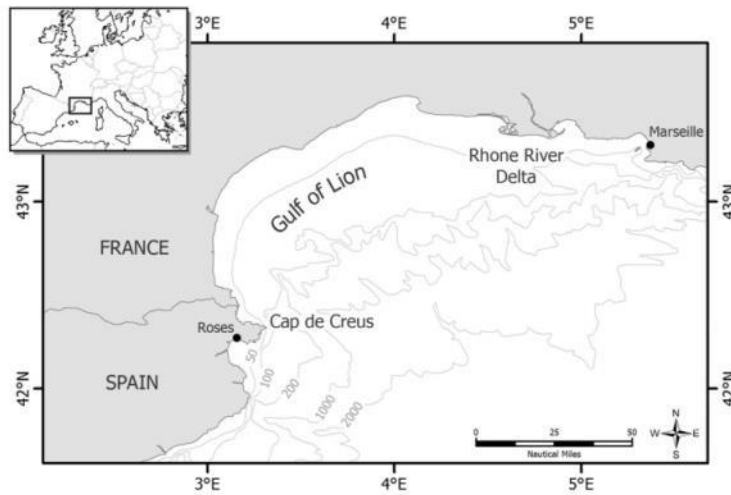 3°E
4°E
5°E
Marseille
Rhone River
Delta
Gulf of Lion
43°N
43°N
FRANCE
Roses
Cap de Creus
SPAIN
50
100
200
1000
2000
42°N
42°N
0
25
50
Nautical Miles
N
W
E
S
3°E
4°E
5°E